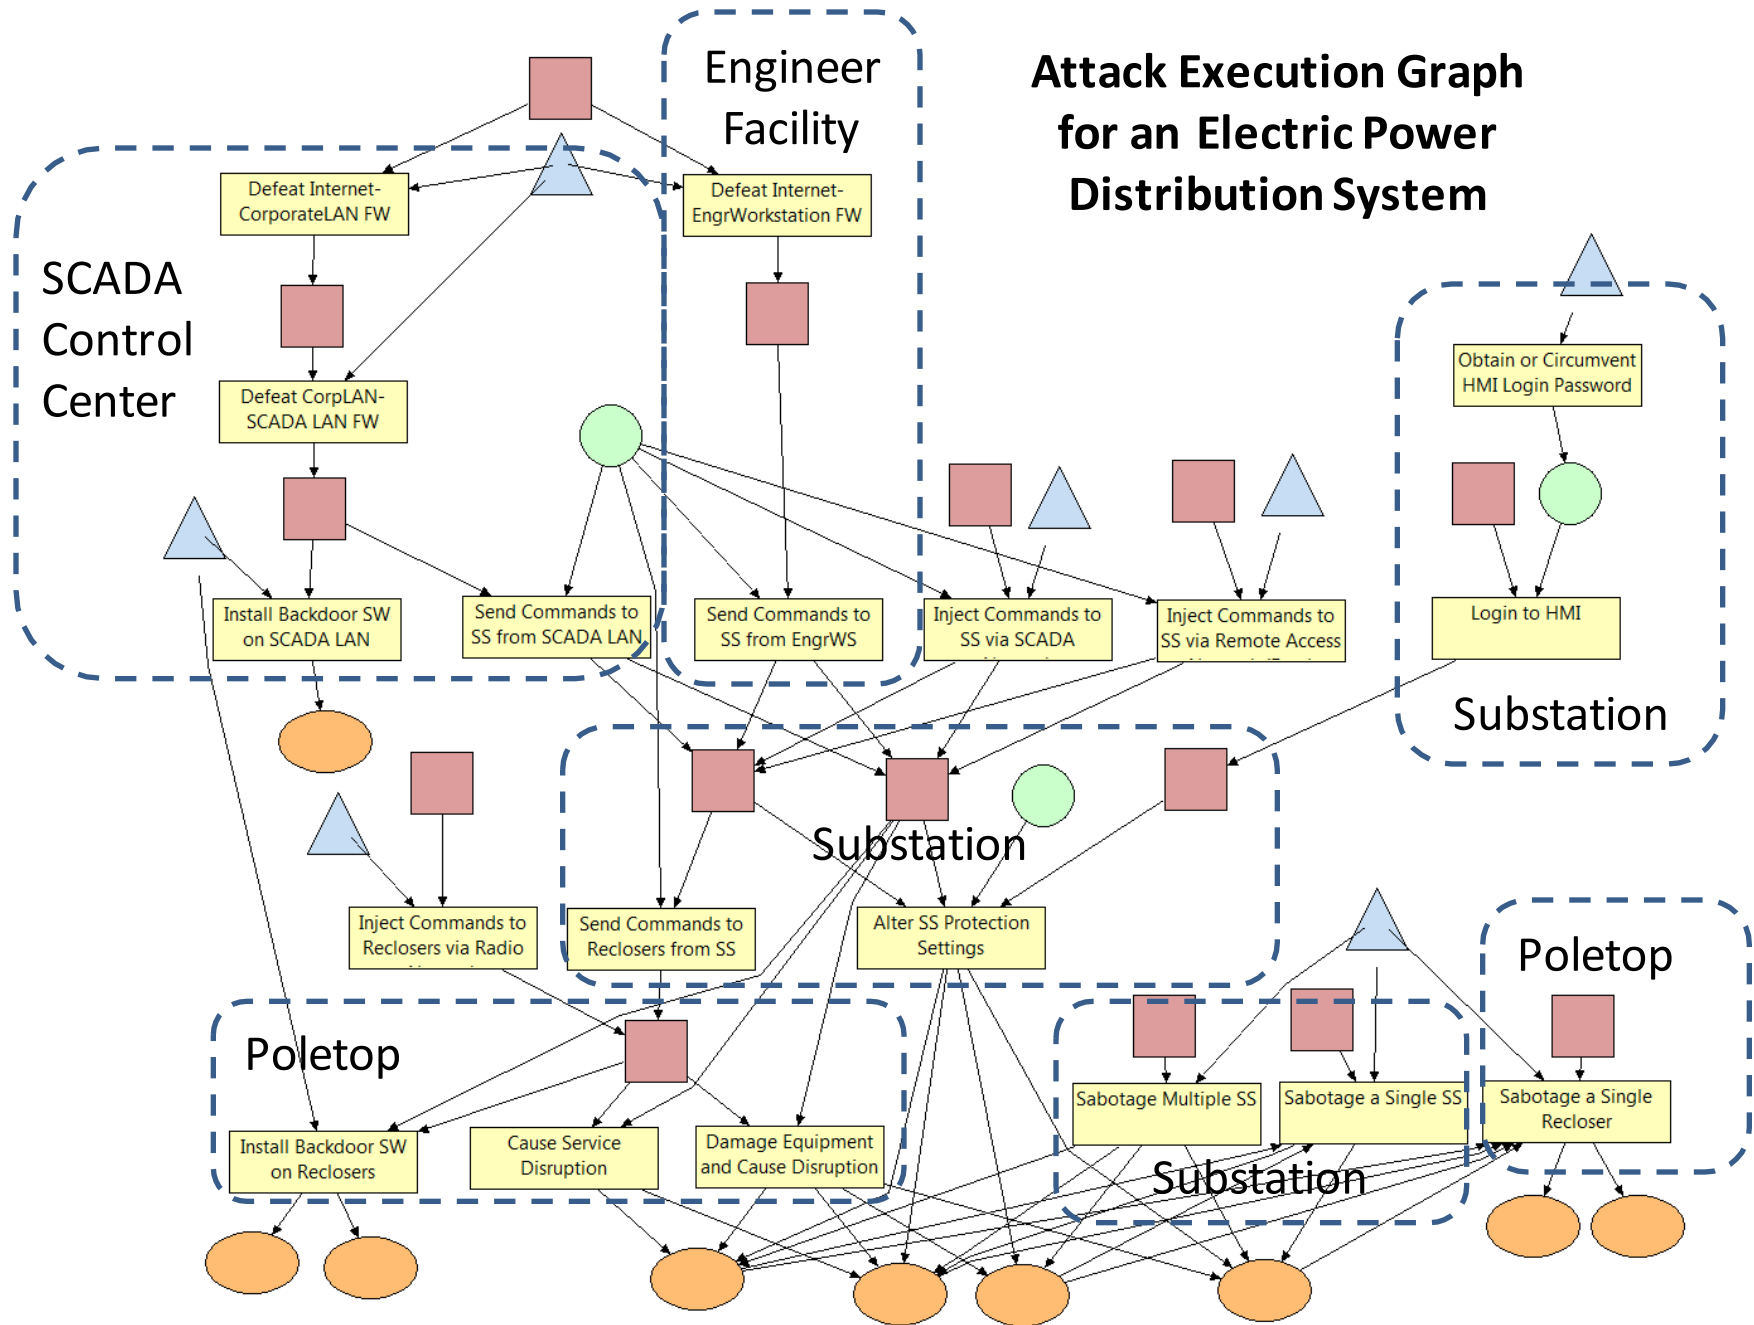 Engineer
Facility
Attack Execution Graph
for an Electric Power
Distribution System
Defeat Internet-
CorporateLAN FW
Defeat Internet-
EngrWorkstation FW
SCADA
Control
Center
Obtain or Circumvent
HMI Login Password
Defeat CorpLAN-
SCADA LAN FW
Install Backdoor SW
on SCADA LAN
Send Commands to
SS from SCADA LAN
Send Commands to
SS from EngrWS
Inject Commands to
SS via SCADA
Inject Commands to
SS via Remote Access
Login to HMI
Substation
Substation
Inject Commands to
Reclosers via Radio
Send Commands to
Reclosers from SS
Alter SS Protection
Settings
Poletop
Poletop
Sabotage Multiple SS
Sabotage a Single SS
Sabotage a Single
Recloser
Install Backdoor SW
on Reclosers
Cause Service
Disruption
Damage Equipment
and Cause Disruption
Substation